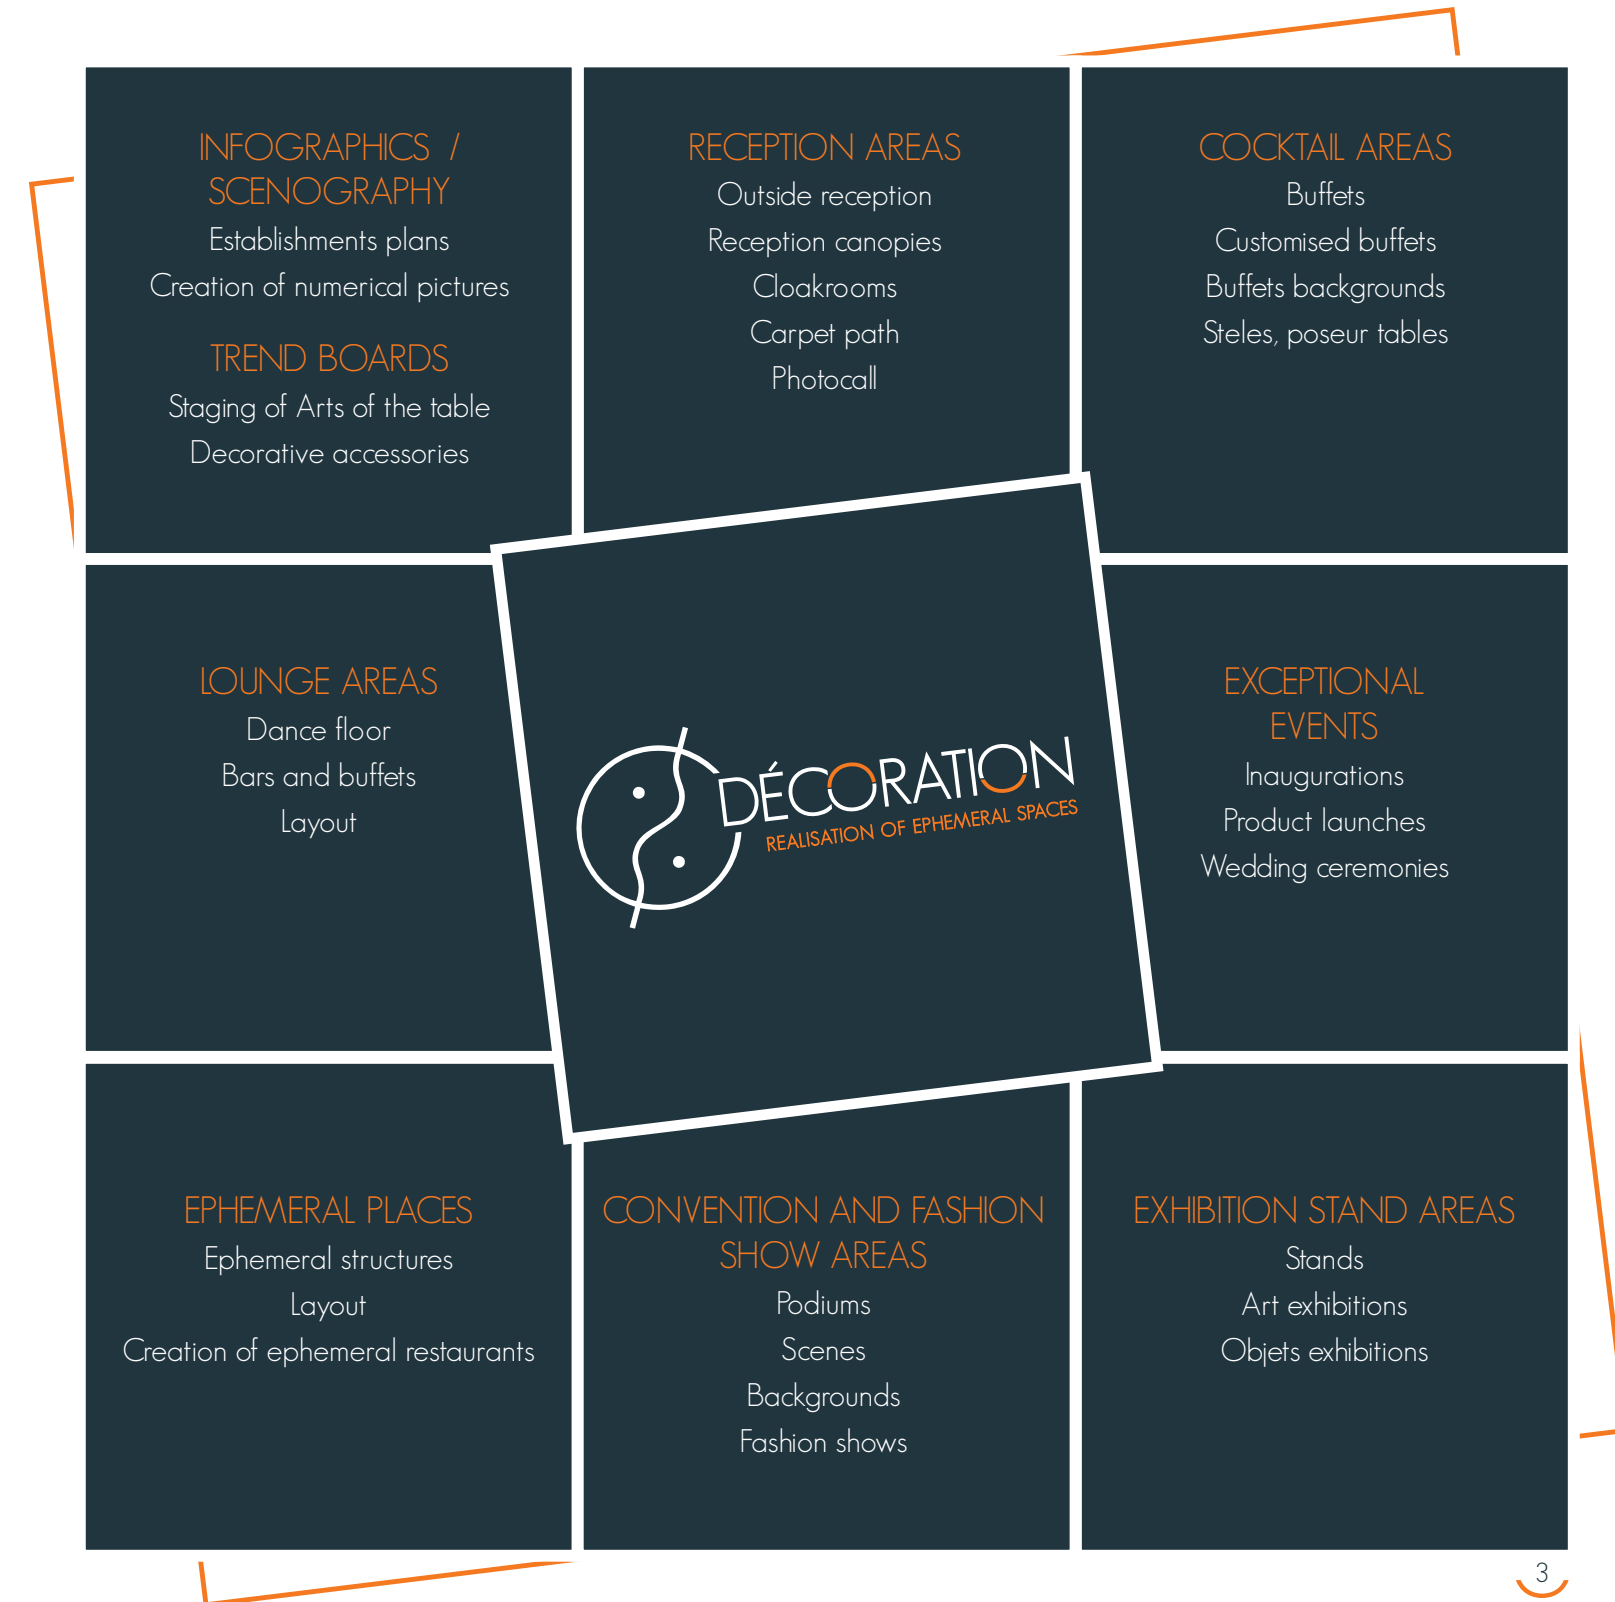 INFOGRAPHICS /
SCENOGRAPHY
Establishments plans
Creation of numerical pictures
TREND BOARDS
Staging of Arts of the table
Decorative accessories
RECEPTION AREAS
Outside reception
Reception canopies
Cloakrooms
Carpet path
Photocall
COCKTAIL AREAS
Buffets
Customised buffets
Buffets backgrounds
Steles, poseur tables
LOUNGE AREAS
Dance floor
Bars and buffets
Layout
DÉCORATION
REALISATION OF EPHEMERAL SPACES
EXCEPTIONAL
EVENTS
Inaugurations
Product launches
Wedding ceremonies
EPHEMERAL PLACES
Ephemeral structures
Layout
Creation of ephemeral restaurants
CONVENTION AND FASHION
SHOW AREAS
Podiums
Scenes
Backgrounds
Fashion shows
EXHIBITION STAND AREAS
Stands
Art exhibitions
Objets exhibitions
3